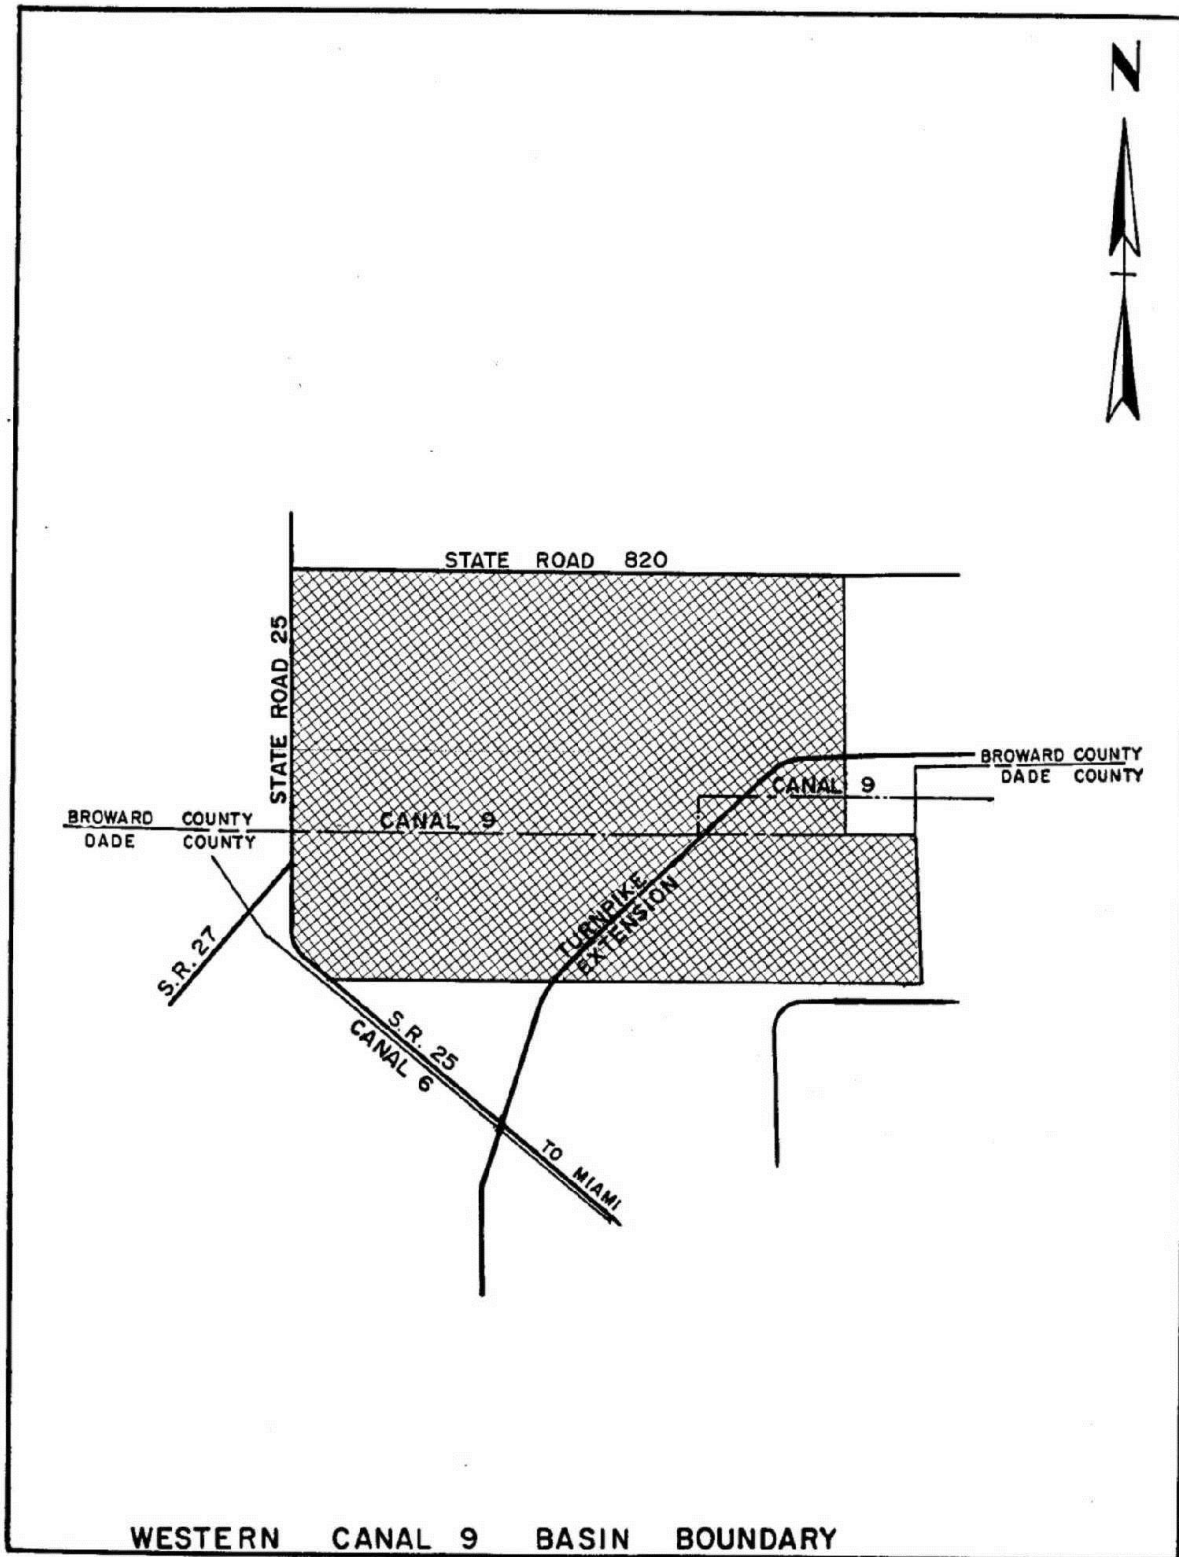 N
STATE ROAD 820
STATE ROAD 25
BROWARD COUNTY
DADE COUNTY
CANAL 9
BROWARD COUNTY
DADE COUNTY
CANAL 9
TURNPIKE
EXTENSION
S.R. 27
S.R. 25
CANAL 6
TO MIAMI
WESTERN CANAL 9 BASIN BOUNDARY